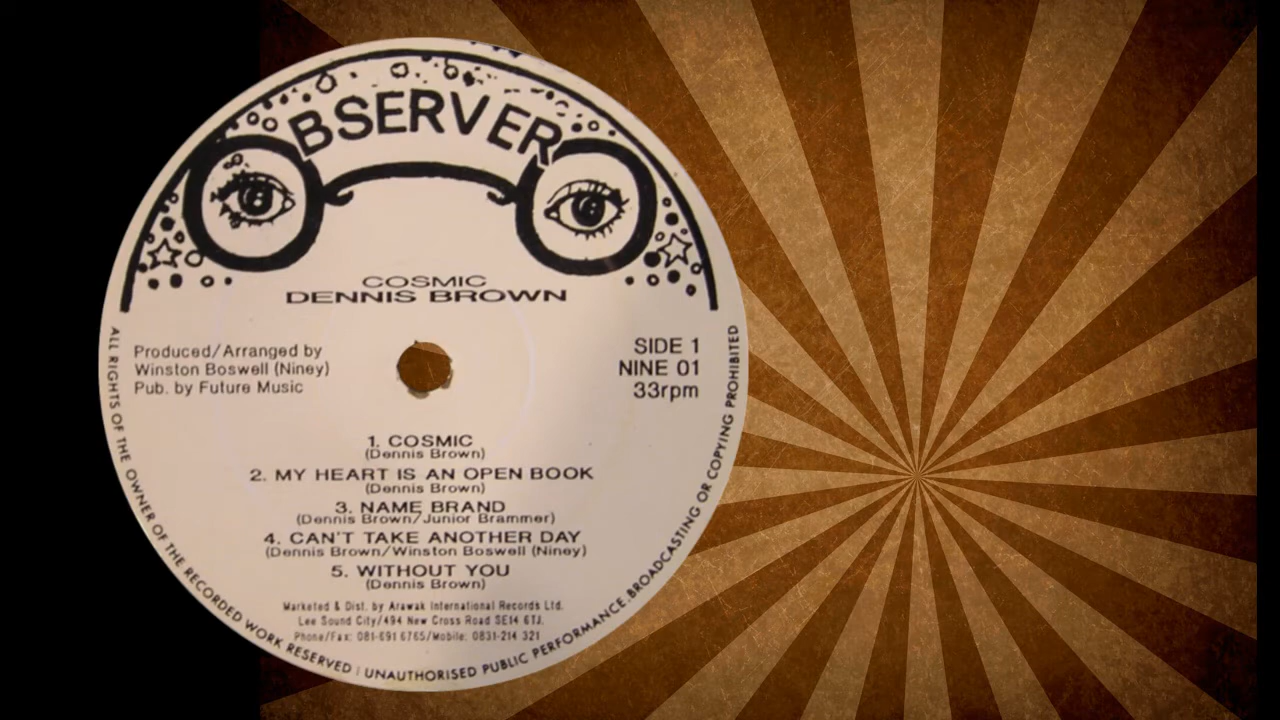 BSERVER
COSMIC
DENNIS BROWN
Produced/Arranged by
Winston Boswell (Niney)
Pub. by Future Music
SIDE 1
NINE 01
33rpm
1. COSMIC
(Dennis Brown)
2. MY HEART IS AN OPEN BOOK
(Dennis Brown)
3. NAME BRAND
(Dennis Brown/Junior Brammer)
4. CAN'T TAKE ANOTHER DAY
(Dennis Brown/Winston Boswell (Niney)
5. WITHOUT YOU
(Dennis Brown)
Marketed & Dist. by Arawak International Records Ltd.
Lee Sound City/494 New Cross Road SE14 6TJ.
Phone/Fax: 081-691 6765/Mobile: 0831-214 321
ALL RIGHTS OF THE OWNER OF THE RECORDED WORK RESERVED | UNAUTHORISED PUBLIC PERFORMANCE.BROADCASTING OR COPYING PROHIBITED